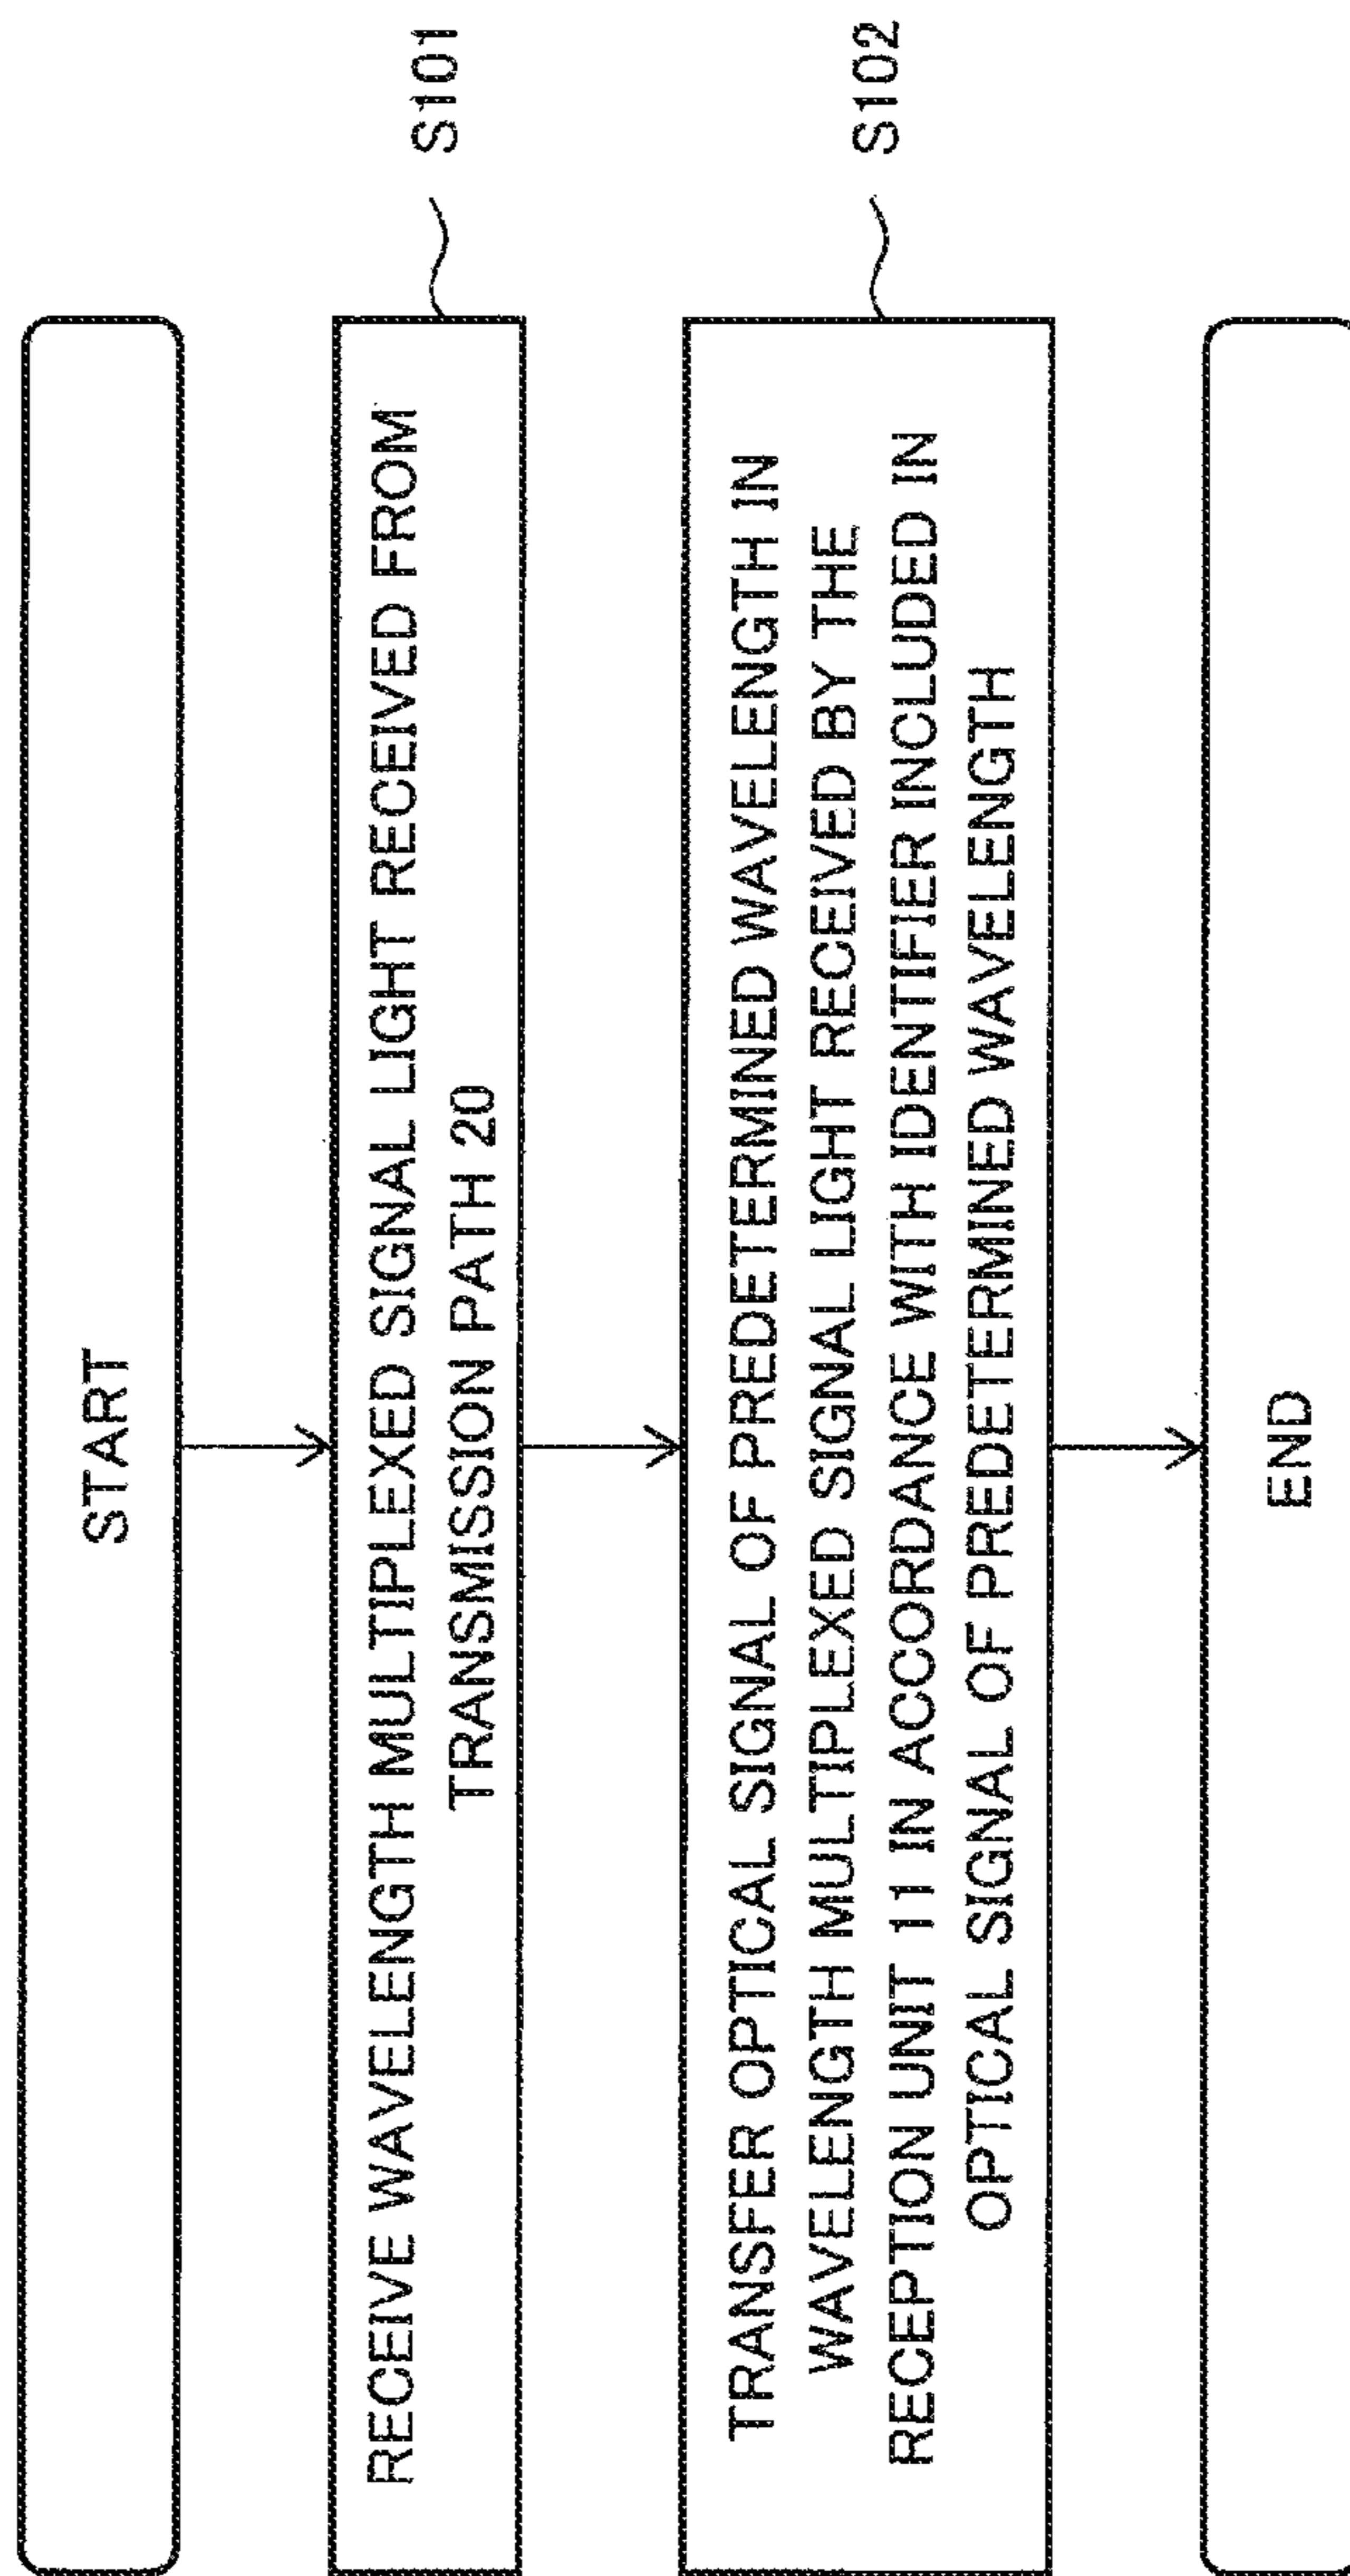 START
RECEIVE WAVELENGTH MULTIPLEXED SIGNAL LIGHT RECEIVED FROM
TRANSMISSION PATH 20
S101
TRANSFER OPTICAL SIGNAL OF PREDETERMINED WAVELENGTH IN
WAVELENGTH MULTIPLEXED SIGNAL LIGHT RECEIVED BY THE
RECEPTION UNIT 11 IN ACCORDANCE WITH IDENTIFIER INCLUDED IN
OPTICAL SIGNAL OF PREDETERMINED WAVELENGTH
S102
END